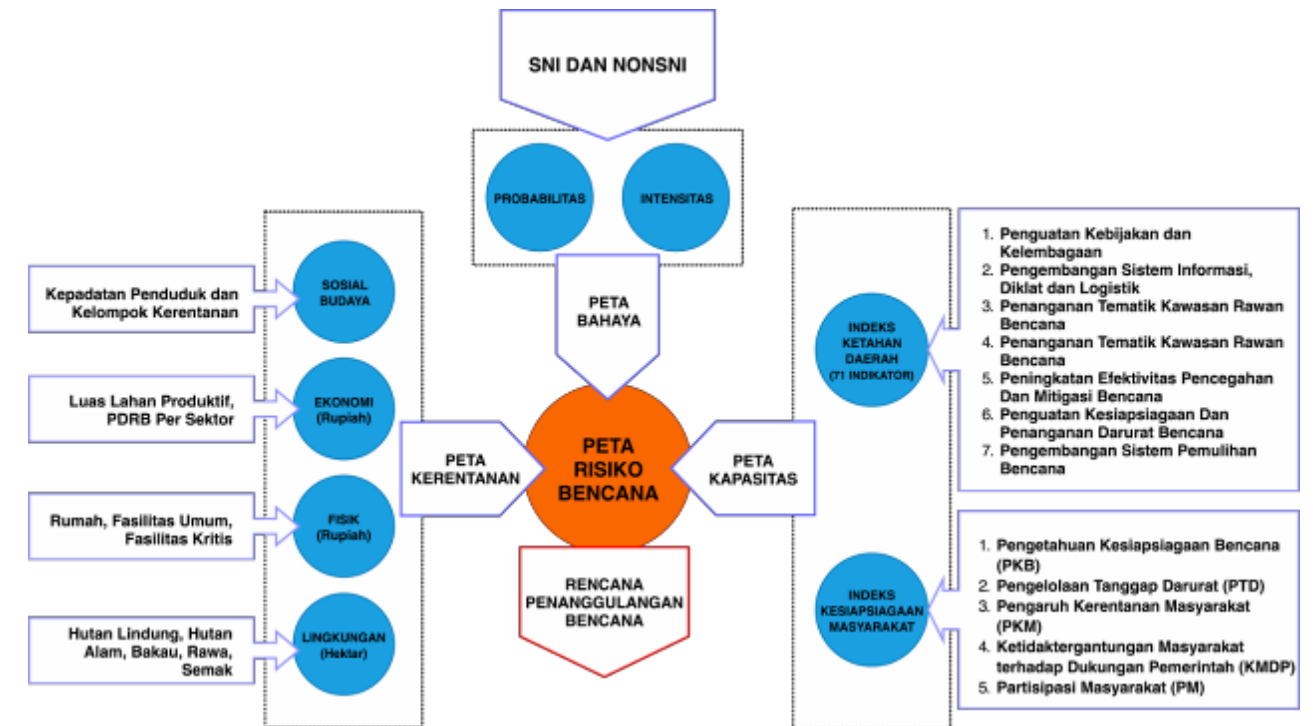 SNI DAN NONSNI
PROBABILITAS
INTENSITAS
PETA
BAHAYA
Kepadatan Penduduk dan
Kelompok Kerentanan
SOSIAL
BUDAYA
Luas Lahan Produktif,
PDRB Per Sektor
EKONOMI
(Rupiah)
Rumah, Fasilitas Umum,
Fasilitas Kritis
FISIK
(Rupiah)
Hutan Lindung, Hutan
Alam, Bakau, Rawa,
Semak
LINGKUNGAN
(Hektar)
PETA
KERENTANAN
PETA
RISIKO
BENCANA
PETA
KAPASITAS
RENCANA
PENANGGULANGAN
BENCANA
INDEKS
KETAHAN
DAERAH
(71 INDIKATOR)
1. Penguatan Kebijakan dan
Kelembagaan
2. Pengembangan Sistem Informasi,
Diklat dan Logistik
3. Penanganan Tematik Kawasan Rawan
Bencana
4. Penanganan Tematik Kawasan Rawan
Bencana
5. Peningkatan Efektivitas Pencegahan
Dan Mitigasi Bencana
6. Penguatan Kesiapsiagaan Dan
Penanganan Darurat Bencana
7. Pengembangan Sistem Pemulihan
Bencana
INDEKS
KESIAPSIAGAAN
MASYARAKAT
1. Pengetahuan Kesiapsiagaan Bencana
(PKB)
2. Pengelolaan Tanggap Darurat (PTD)
3. Pengaruh Kerentanan Masyarakat
(PKM)
4. Ketidaktergantungan Masyarakat
terhadap Dukungan Pemerintah (KMDP)
5. Partisipasi Masyarakat (PM)